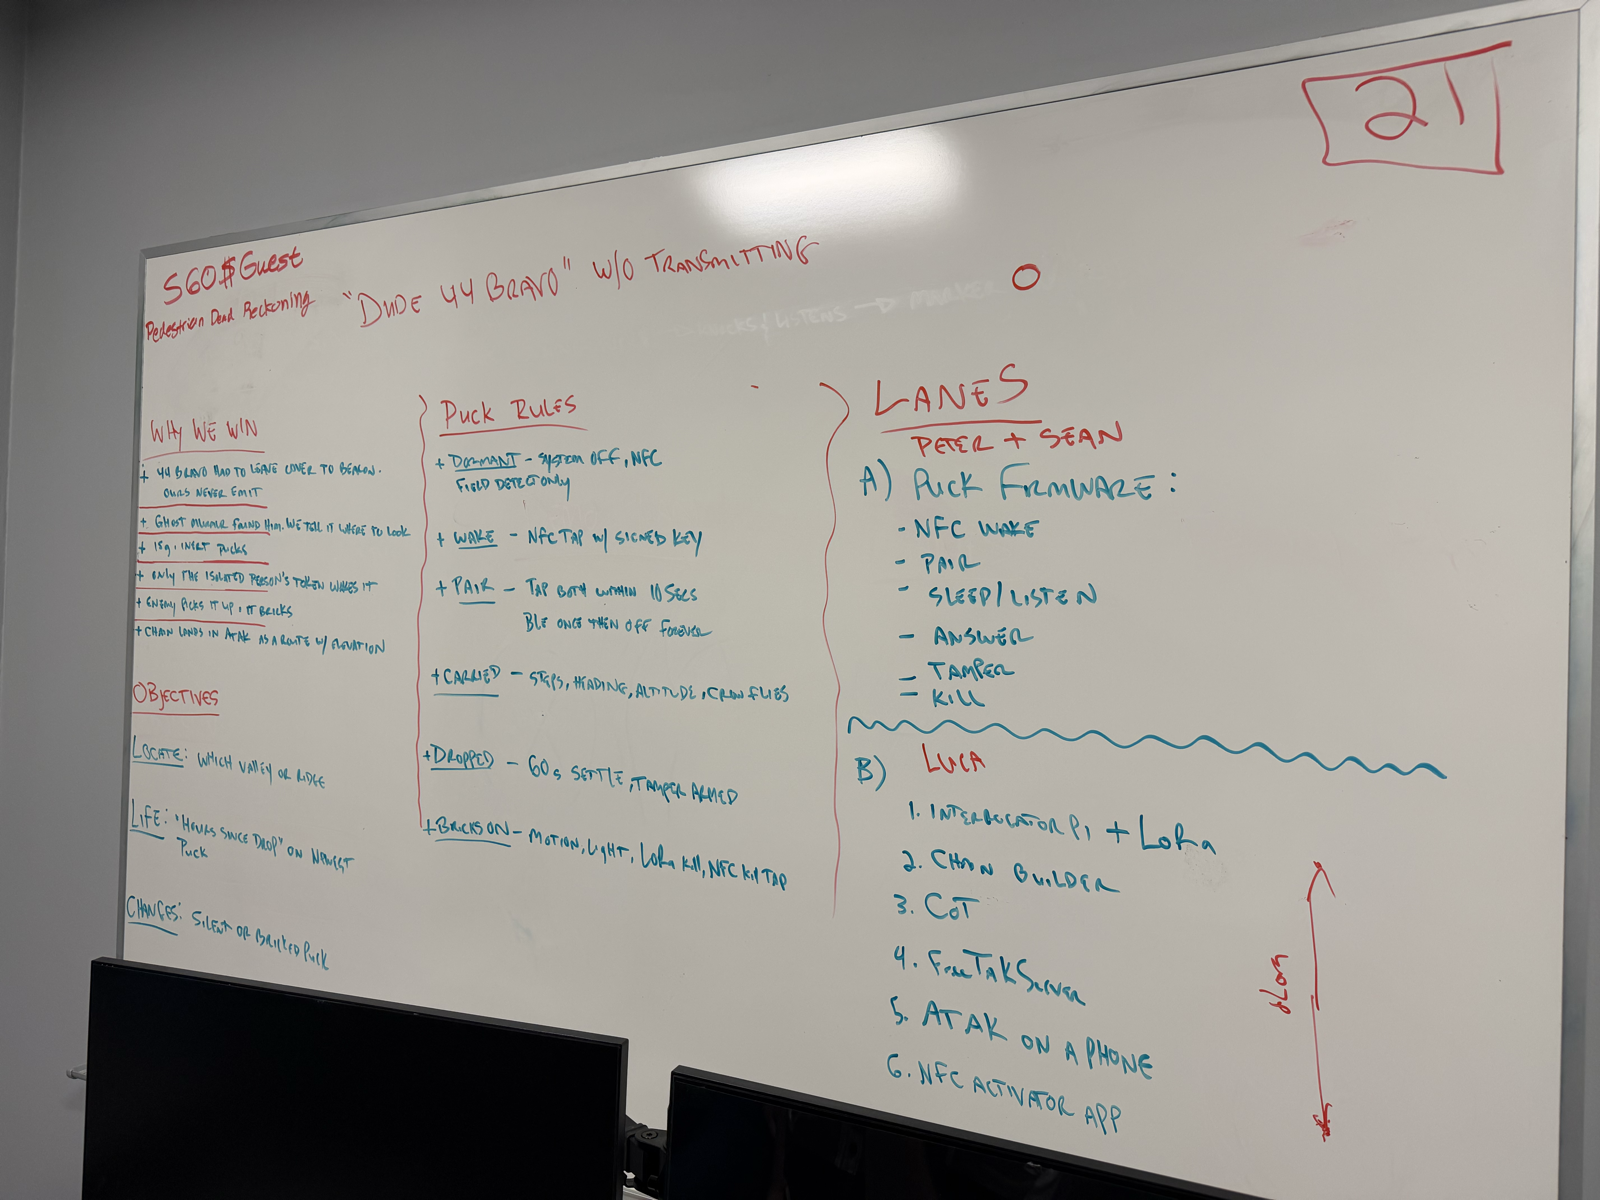 21
S60$Guest
Pedestrian Dead Reckoning
"DUDE 44 BRAVO" W/O TRANSMITTING
WHY WE WIN
+ 44 BRAVO HAD TO LEAVE COVER TO BEACON.
OURS NEVER EMIT
+ GHOST MURMUR FOUND HIM. WE TELL IT WHERE TO LOOK
+ 15g, INERT PUCKS
+ ONLY THE ISOLATED PERSON'S TOKEN WAKES IT
+ ENEMY PICKS IT UP, IT BRICKS
+ CHAIN LANDS IN ATAK AS A ROUTE W/ ELEVATION
OBJECTIVES
LOCATE: WHICH VALLEY OR RIDGE
LIFE: "HOURS SINCE DROP" ON NEWEST
PUCK
CHANGES: SILENT OR BRICKED PUCK
PUCK RULES
+ DORMANT - SYSTEM OFF, NFC
FIELD DETECT ONLY
+ WAKE - NFC TAP W/ SIGNED KEY
+ PAIR - TAP BOTH WITHIN 10 SECS
BLE ONCE THEN OFF FOREVER
+ CARRIED - STEPS, HEADING, ALTITUDE, CROW FLIES
+ DROPPED - 60s SETTLE, TAMPER ARMED
+ BRICKS ON - MOTION, LIGHT, LoRa KILL, NFC KILL TAP
LANES
PETER + SEAN
A) PUCK FIRMWARE:
- NFC WAKE
- PAIR
- SLEEP/LISTEN
- ANSWER
- TAMPER
- KILL
B) LUCA
1. INTERROGATOR PI + LoRa
2. CHAIN BUILDER
3. CoT
4. FreeTAKServer
5. ATAK ON A PHONE
6. NFC ACTIVATOR APP